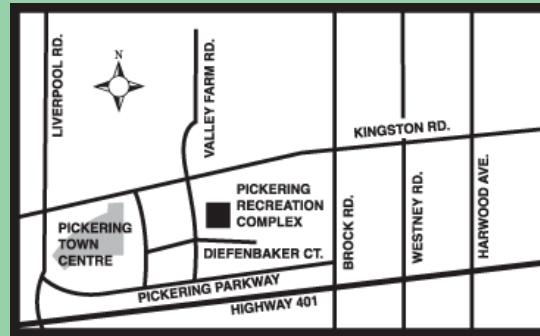 N
LIVERPOOL RD.
VALLEY FARM RD.
KINGSTON RD.
PICKERING
RECREATION
COMPLEX
PICKERING
TOWN
CENTRE
DIEFENBAKER CT.
BROCK RD.
WESTNEY RD.
HARWOOD AVE.
PICKERING PARKWAY
HIGHWAY 401